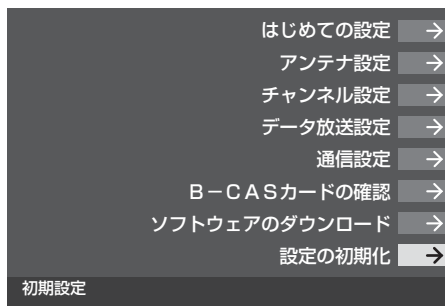 はじめての設定
アンテナ設定
チャンネル設定
データ放送設定
通信設定
Ｂ－ＣＡＳカードの確認
ソフトウェアのダウンロード
設定の初期化
初期設定